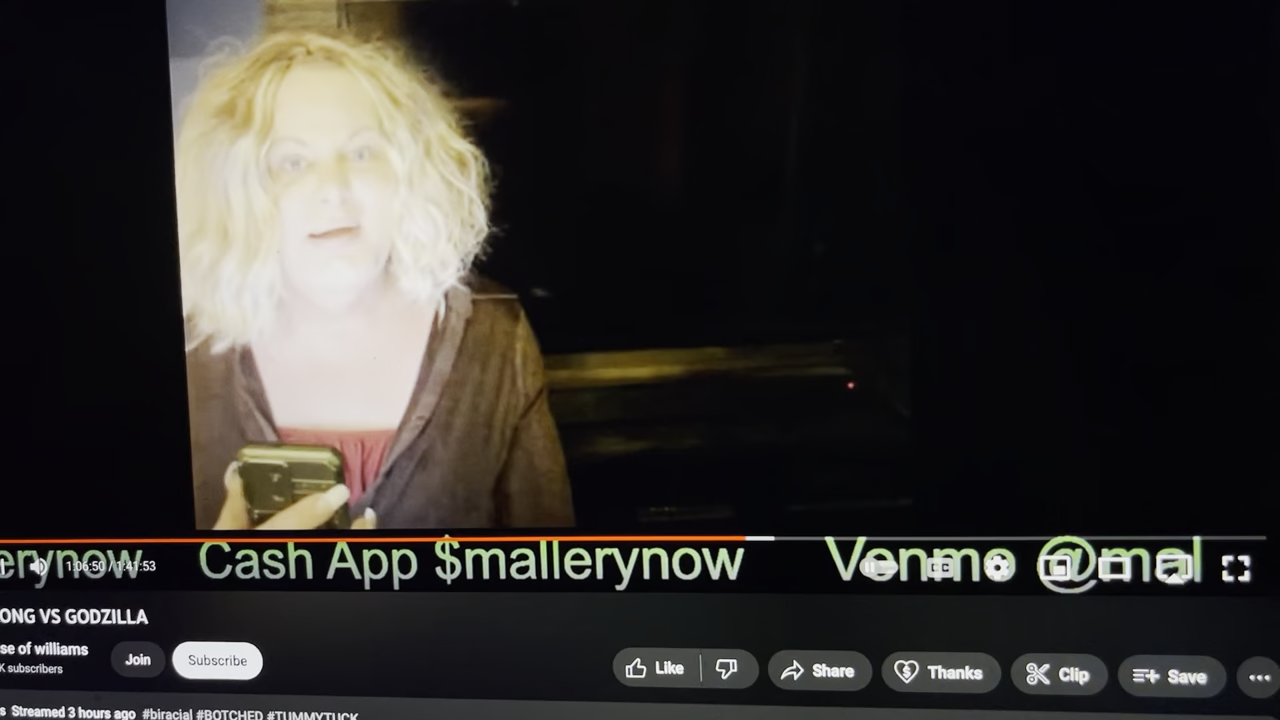 erynow Cash App $mallerynow Venmo @mal
1:06:50 / 1:41:53
ONG VS GODZILLA
se of williams
K subscribers
Join
Subscribe
Like
Share
Thanks
Clip
Save
s Streamed 3 hours ago #biracial #BOTCHED #TUMMYTUCK